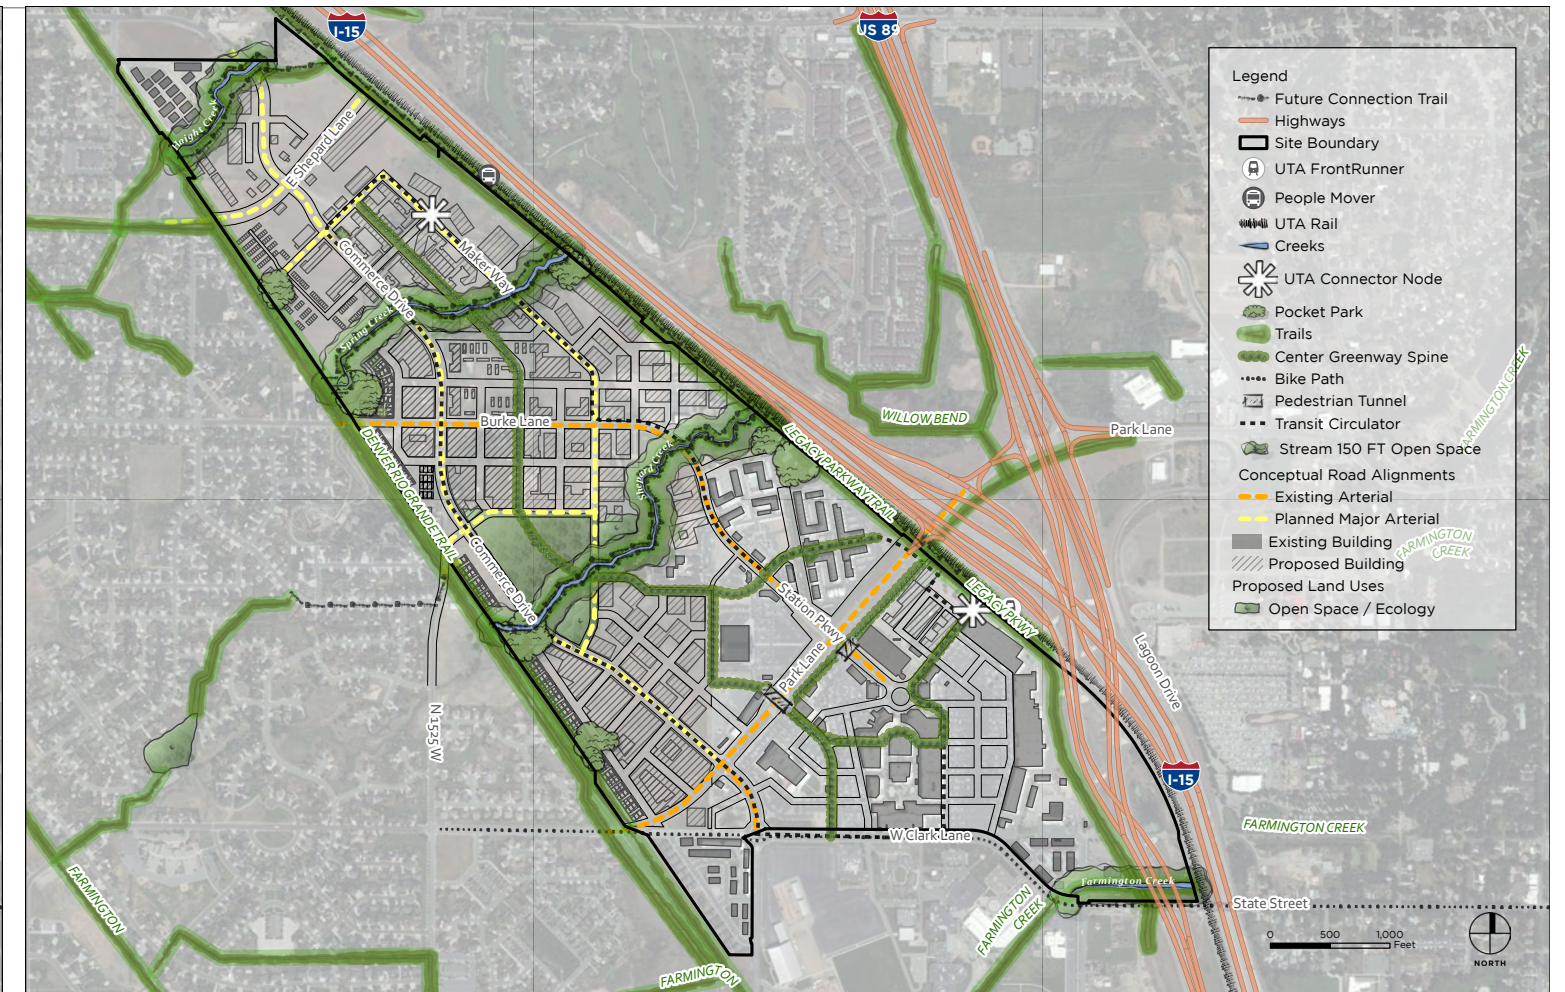 I-15
US 89
Legend
Future Connection Trail
Highways
Site Boundary
UTA FrontRunner
People Mover
UTA Rail
Creeks
UTA Connector Node
Pocket Park
Trails
Center Greenway Spine
Bike Path
Pedestrian Tunnel
Transit Circulator
Stream 150 FT Open Space
Conceptual Road Alignments
Existing Arterial
Planned Major Arterial
Existing Building
Proposed Building
Proposed Land Uses
Open Space / Ecology
Haight Creek
E Shepard Lane
Commerce Drive
Maker Way
Spring Creek
Burke Lane
WILLOW BEND
Park Lane
FARMINGTON CREEK
LEGACY PARKWAY TRAIL
DENVER RIO GRANDE TRAIL
FARMINGTON
CREEK
Commerce Drive
Station Pkwy
LEGACY PKWY
Park Lane
Lagoon Drive
N 1525 W
I-15
W Clark Lane
FARMINGTON CREEK
Farmington Creek
State Street
FARMINGTON
FARMINGTON
CREEK
FARMINGTON
0 500 1,000
Feet
NORTH